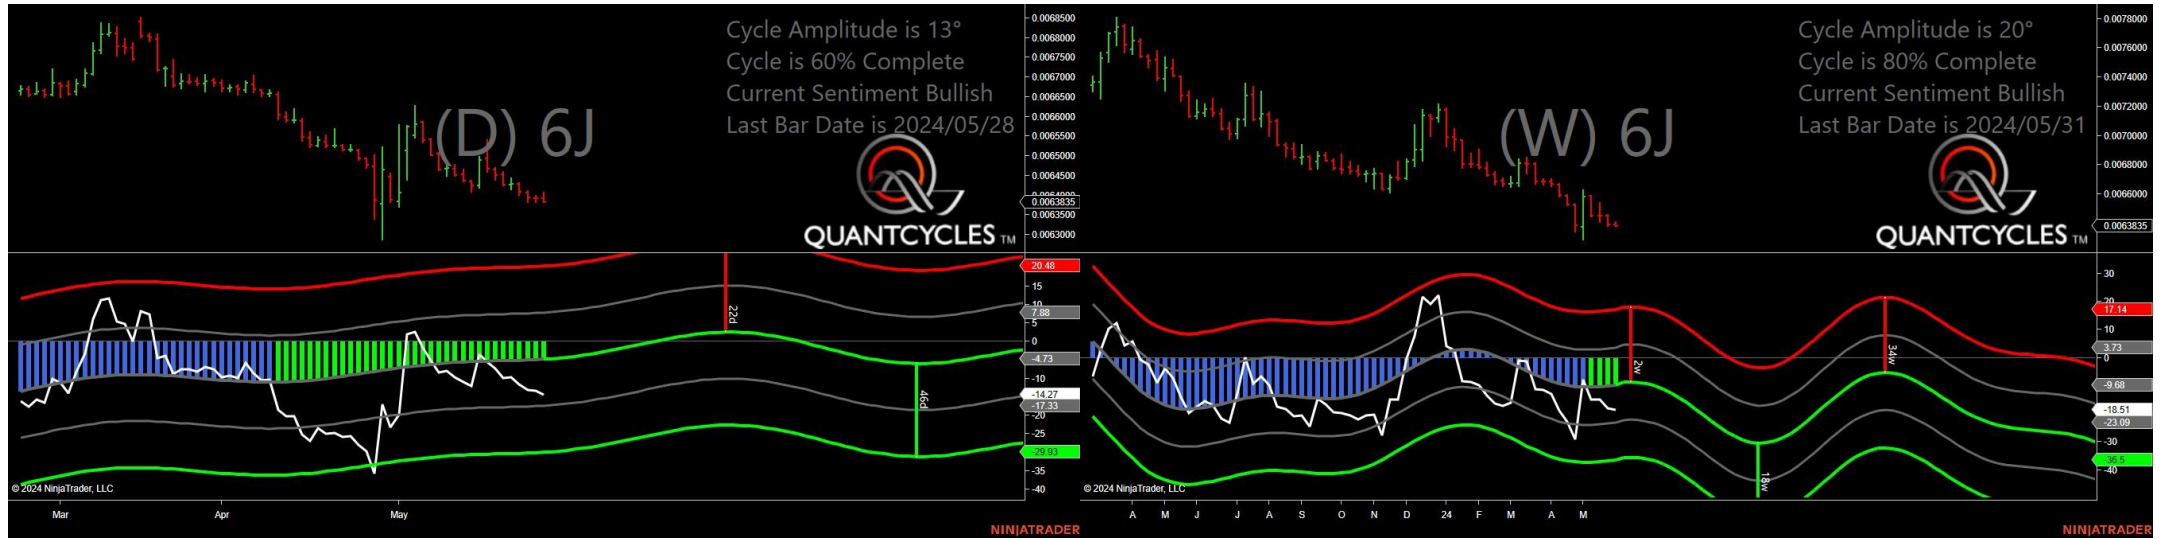 Cycle Amplitude is 13°
Cycle is 60% Complete
Current Sentiment Bullish
Last Bar Date is 2024/05/28
(D) 6J
QUANTCYCLES TM
0.0068500
0.0068000
0.0067500
0.0067000
0.0066500
0.0066000
0.0065500
0.0065000
0.0064500
0.0063835
0.0063500
0.0063000
20.48
15
10
7.88
5
0
-4.73
-10
-14.27
-17.33
-20
-25
-29.93
-35
-40
22d
46d
© 2024 NinjaTrader, LLC
Mar Apr May
NINJATRADER
Cycle Amplitude is 20°
Cycle is 80% Complete
Current Sentiment Bullish
Last Bar Date is 2024/05/31
(W) 6J
QUANTCYCLES TM
0.0078000
0.0076000
0.0074000
0.0072000
0.0070000
0.0068000
0.0066000
0.0063835
30
20
17.14
10
3.73
0
-9.68
-18.51
-23.09
-30
-36.5
-40
2w
34w
18w
© 2024 NinjaTrader, LLC
A M J J A S O N D 24 F M A M
NINJATRADER